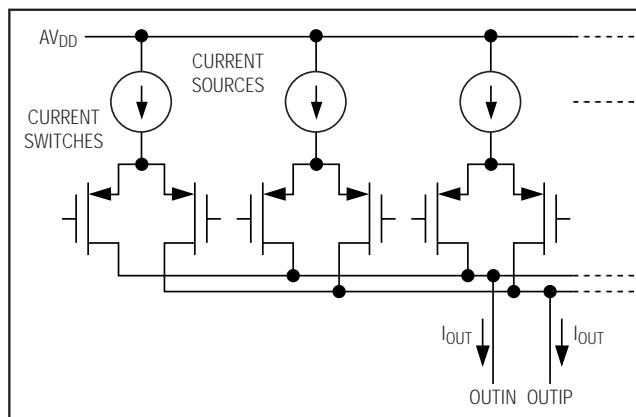 AVDD
CURRENT
SOURCES
CURRENT
SWITCHES
IOUT
IOUT
OUTIN OUTIP